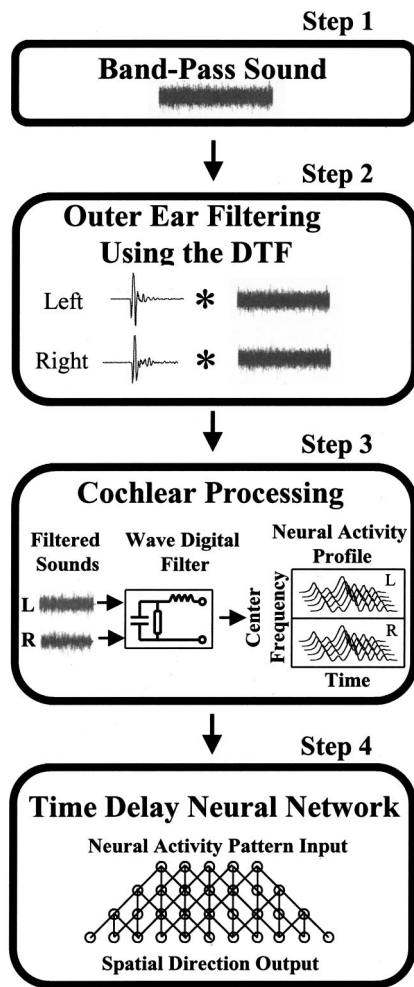 Step 1
Band-Pass Sound
Step 2
Outer Ear Filtering
Using the DTF
Left *
Right *
Step 3
Cochlear Processing
Filtered Sounds
Wave Digital Filter
Neural Activity Profile
L
R
Center Frequency
L
R
Time
Step 4
Time Delay Neural Network
Neural Activity Pattern Input
Spatial Direction Output